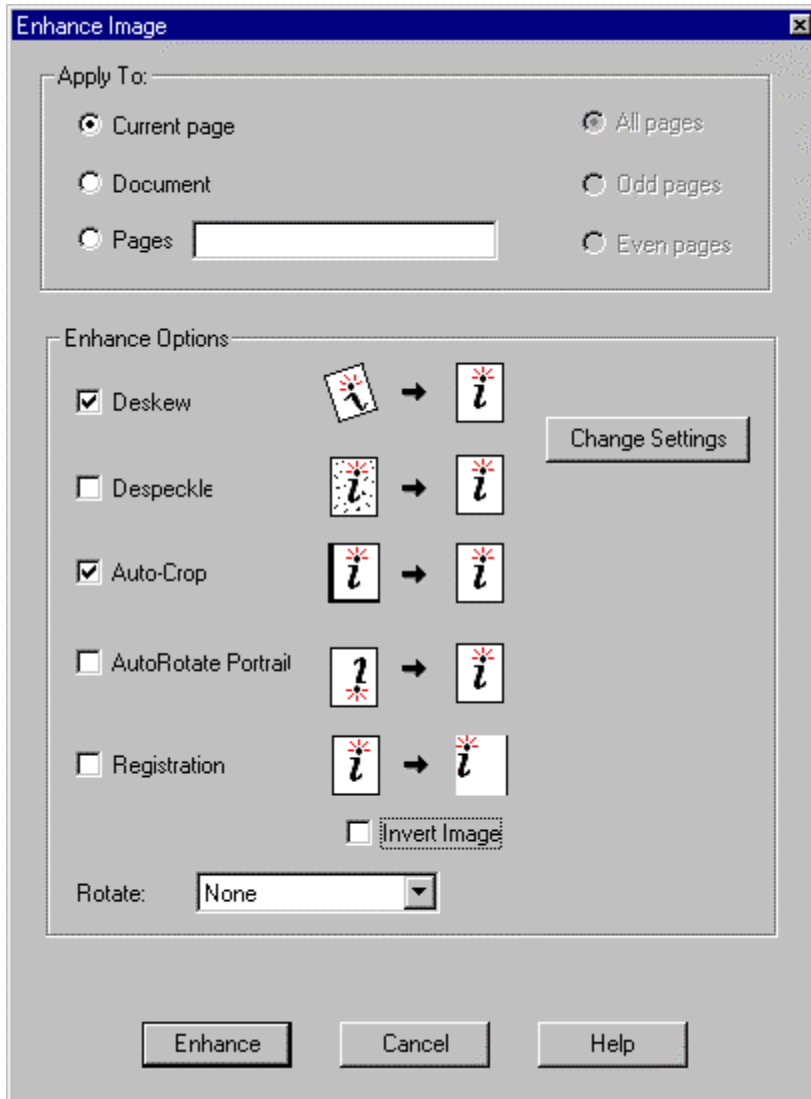 Enhance Image
Apply To:
Current page
All pages
Document
Odd pages
Pages
Even pages
Enhance Options
Deskew
Change Settings
Despeckle
Auto-Crop
AutoRotate Portrait
Registration
Invert Image
Rotate: None
Enhance Cancel Help